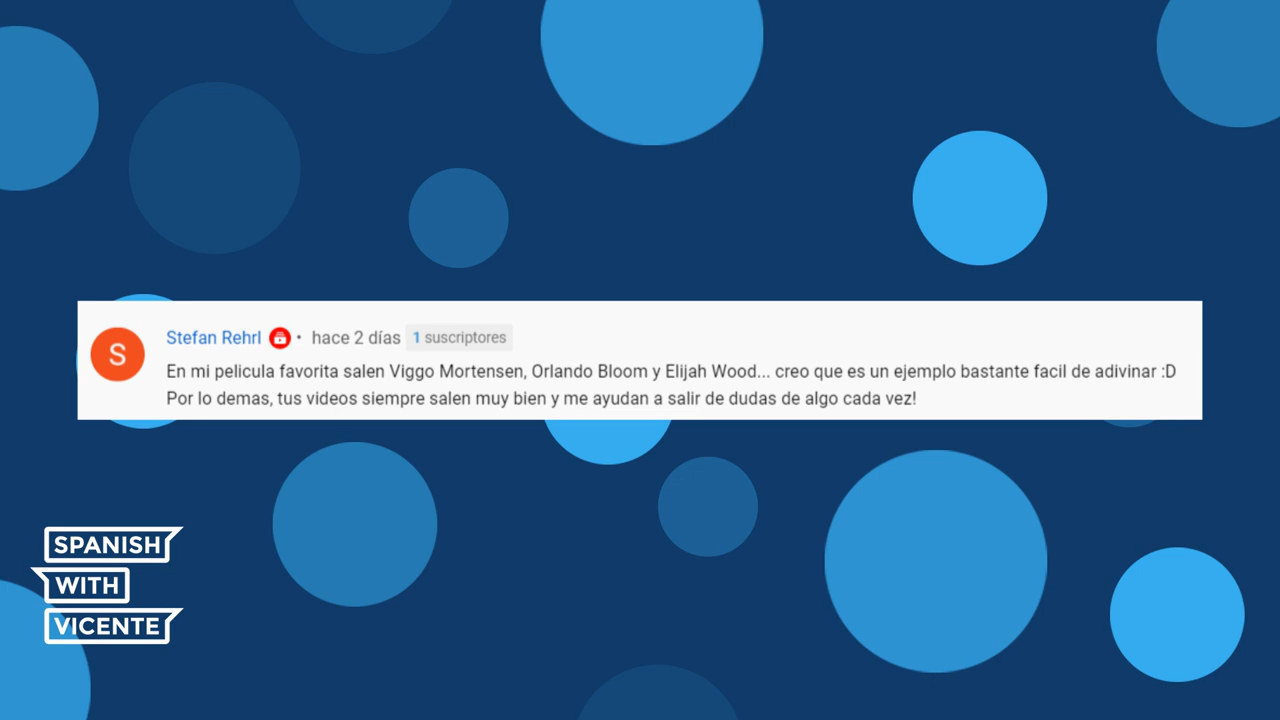 Stefan Rehrl • hace 2 días 1 suscriptores
En mi pelicula favorita salen Viggo Mortensen, Orlando Bloom y Elijah Wood... creo que es un ejemplo bastante facil de adivinar :D
Por lo demas, tus videos siempre salen muy bien y me ayudan a salir de dudas de algo cada vez!
S
SPANISH
WITH
VICENTE